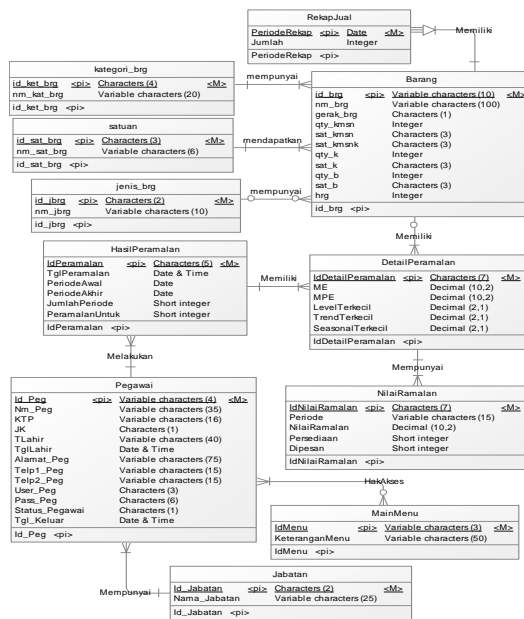 RekapJual
PeriodeRekap <pi> Date <M>
Jumlah Integer
PeriodeRekap <pi>
Memiliki
kategori_brg
id_ket_brg <pi> Characters (4) <M>
nm_kat_brg Variable characters (20)
id_ket_brg <pi>
mempunyai
Barang
id_brg <pi> Variable characters (10) <M>
nm_brg Variable characters (100)
gerak_brg Characters (1)
qty_kmsn Integer
sat_kmsn Characters (3)
sat_kmsnk Characters (3)
qty_k Integer
sat_k Characters (3)
qty_b Integer
sat_b Characters (3)
hrg Integer
id_brg <pi>
satuan
id_sat_brg <pi> Characters (3) <M>
nm_sat_brg Variable characters (6)
id_sat_brg <pi>
mendapatkan
jenis_brg
id_jbrg <pi> Characters (2) <M>
nm_jbrg Variable characters (10)
id_jbrg <pi>
mempunyai
Memiliki
HasilPeramalan
IdPeramalan <pi> Characters (5) <M>
TglPeramalan Date & Time
PeriodeAwal Date
PeriodeAkhir Date
JumlahPeriode Short integer
PeramalanUntuk Short integer
IdPeramalan <pi>
Memiliki
DetailPeramalan
IdDetailPeramalan <pi> Characters (7) <M>
ME Decimal (10,2)
MPE Decimal (10,2)
LevelTerkecil Decimal (2,1)
TrendTerkecil Decimal (2,1)
SeasonalTerkecil Decimal (2,1)
IdDetailPeramalan <pi>
Melakukan
Mempunyai
Pegawai
Id_Peg <pi> Variable characters (4) <M>
Nm_Peg Variable characters (35)
KTP Variable characters (16)
JK Characters (1)
TLahir Variable characters (40)
TglLahir Date & Time
Alamat_Peg Variable characters (75)
Telp1_Peg Variable characters (15)
Telp2_Peg Variable characters (15)
User_Peg Characters (3)
Pass_Peg Characters (6)
Status_Pegawai Characters (1)
Tgl_Keluar Date & Time
Id_Peg <pi>
NilaiRamalan
IdNilaiRamalan <pi> Characters (7) <M>
Periode Variable characters (15)
NilaiRamalan Decimal (10,2)
Persediaan Short integer
Dipesan Short integer
IdNilaiRamalan <pi>
HakAkses
MainMenu
IdMenu <pi> Variable characters (3) <M>
KeteranganMenu Variable characters (50)
IdMenu <pi>
Mempunyai
Jabatan
Id_Jabatan <pi> Characters (2) <M>
Nama_Jabatan Variable characters (25)
Id_Jabatan <pi>